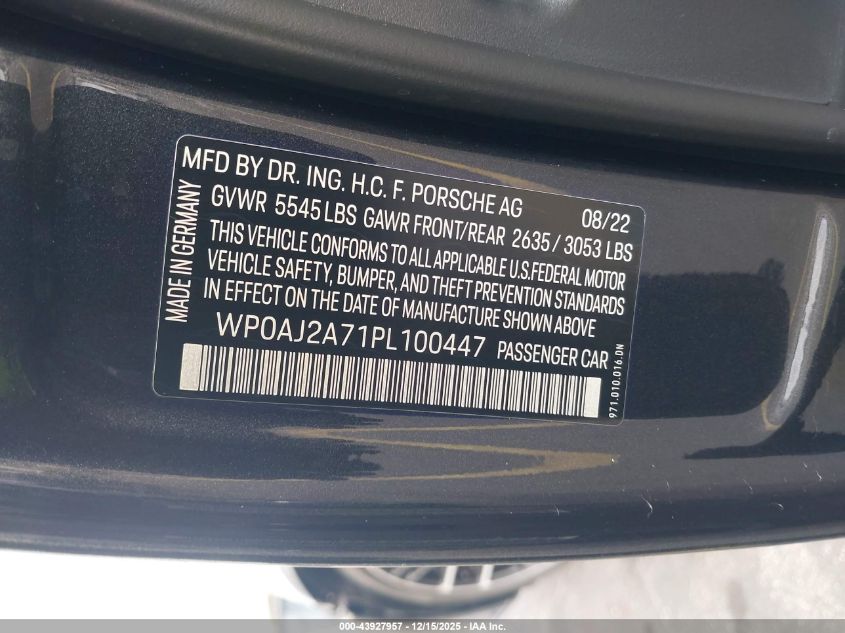 MFD BY DR. ING. H.C. F. PORSCHE AG 08/22
GVWR 5545 LBS GAWR FRONT/REAR 2635 / 3053 LBS
THIS VEHICLE CONFORMS TO ALL APPLICABLE U.S.FEDERAL MOTOR
VEHICLE SAFETY, BUMPER, AND THEFT PREVENTION STANDARDS
IN EFFECT ON THE DATE OF MANUFACTURE SHOWN ABOVE
WP0AJ2A71PL100447 PASSENGER CAR
MADE IN GERMANY
971.010.016.DN
000-43927957 - 12/15/2025 - IAA Inc.